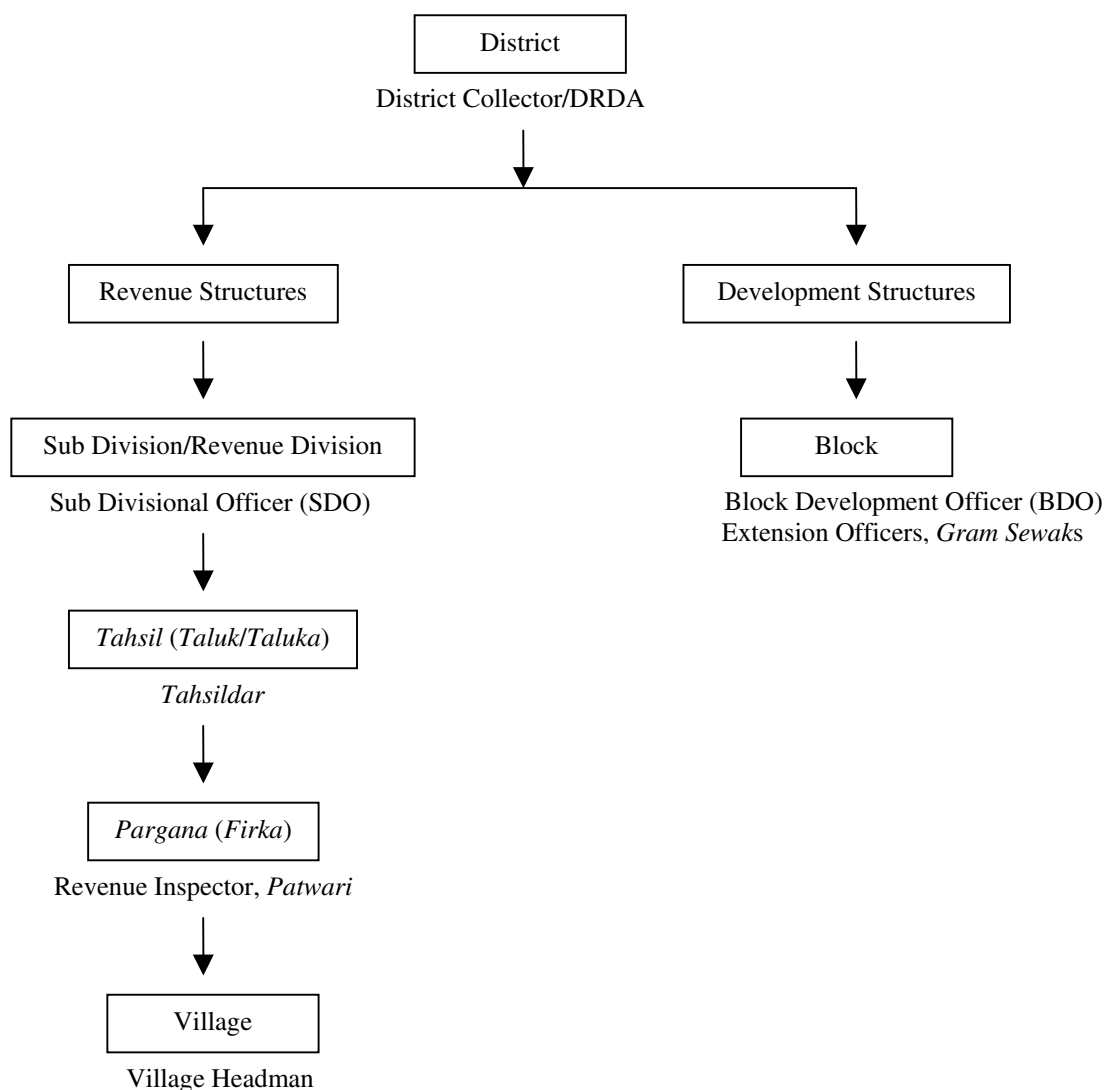 District
District Collector/DRDA
Revenue Structures
Development Structures
Sub Division/Revenue Division
Sub Divisional Officer (SDO)
Block
Block Development Officer (BDO)
Extension Officers, Gram Sewaks
Tahsil (Taluk/Taluka)
Tahsildar
Pargana (Firka)
Revenue Inspector, Patwari
Village
Village Headman